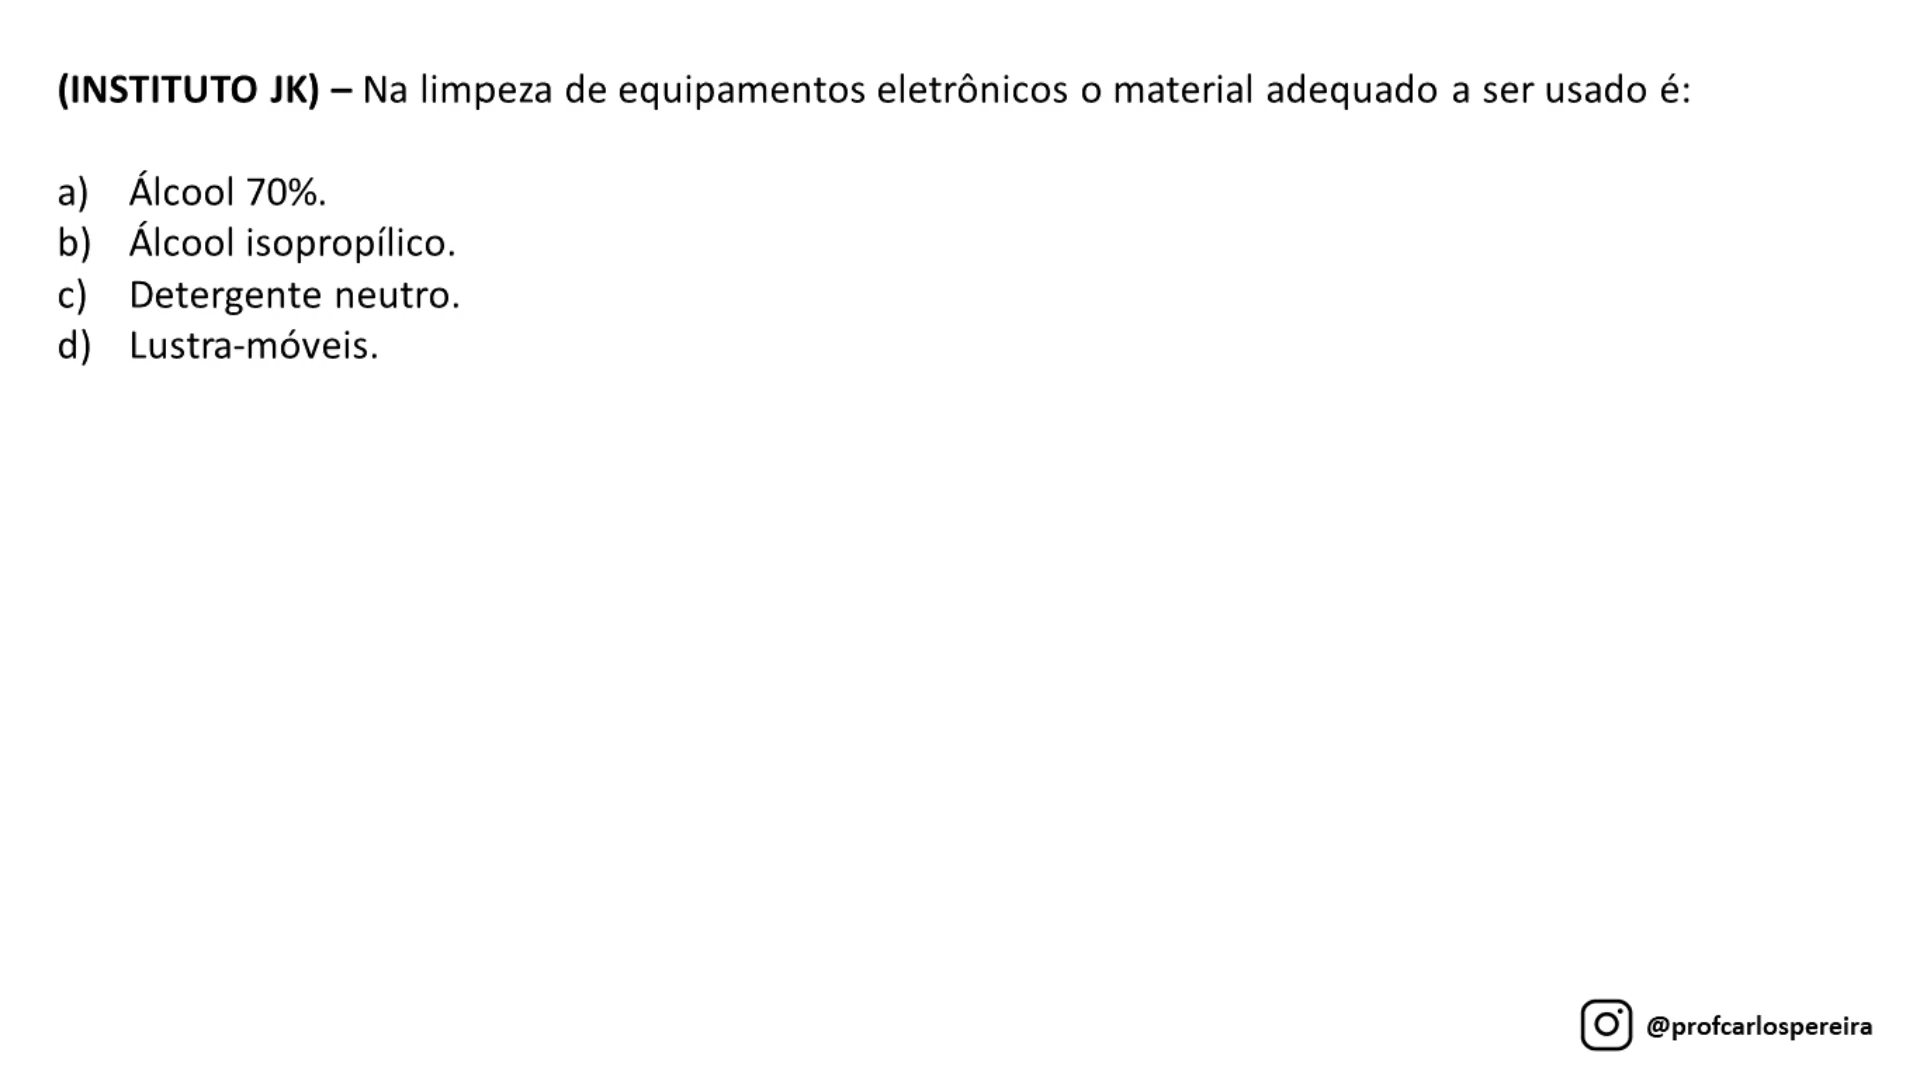 (INSTITUTO JK) – Na limpeza de equipamentos eletrônicos o material adequado a ser usado é:
a) Álcool 70%.
b) Álcool isopropílico.
c) Detergente neutro.
d) Lustra-móveis.
@profcarlospereira